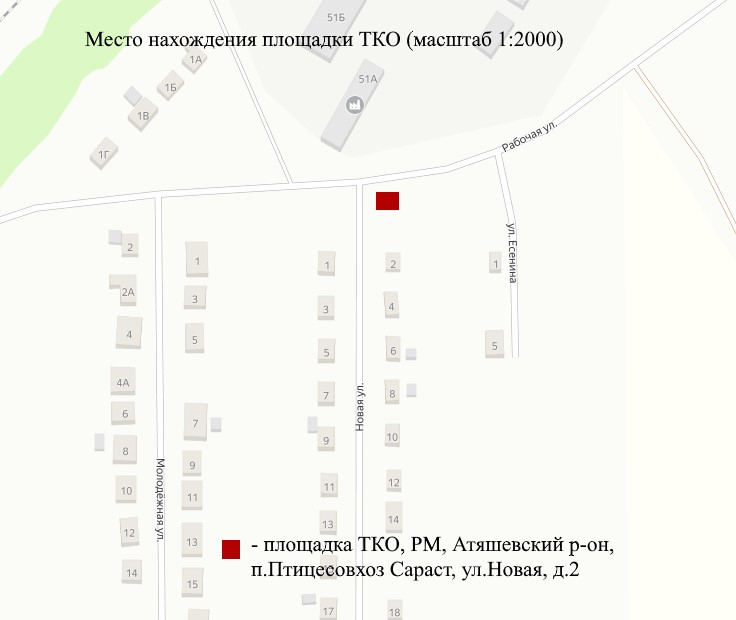 51Б
Место нахождения площадки ТКО (масштаб 1:2000)
1А
51А
1Б
1В
1Г
Рабочая ул.
2
1
1
2
1
ул. Есенина
2А
3
3
4
4
5
5
6
5
4А
7
8
6
7
Новая ул.
8
9
10
9
10
11
11
12
Молодёжная ул.
12
13
13
14
- площадка ТКО, РМ, Атяшевский р-он,
п.Птицесовхоз Сараст, ул.Новая, д.2
14
15
17
18